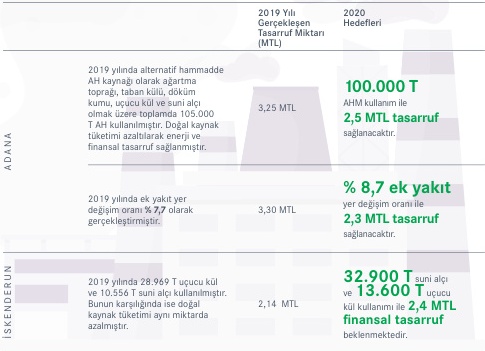 2019 Yılı
Gerçekleşen
Tasarruf Miktarı
(MTL)
2020
Hedefleri
ADANA
2019 yılında alternatif hammadde
AH kaynağı olarak ağartma
toprağı, taban külü, döküm
kumu, uçucu kül ve suni alçı
olmak üzere toplamda 105.000
T AH kullanılmıştır. Doğal kaynak
tüketimi azaltılarak enerji ve
finansal tasarruf sağlanmıştır.
3,25 MTL
100.000 T
AHM kullanım ile
2,5 MTL tasarruf
sağlanacaktır.
2019 yılında ek yakıt yer
değişim oranı % 7,7 olarak
gerçekleştirmiştir.
3,30 MTL
% 8,7 ek yakıt
yer değişim oranı ile
2,3 MTL tasarruf
sağlanacaktır.
İSKENDERUN
2019 yılında 28.969 T uçucu kül
ve 10.556 T suni alçı kullanılmıştır.
Bunun karşılığında ise doğal
kaynak tüketimi aynı miktarda
azalmıştır.
2,14 MTL
32.900 T suni alçı
ve 13.600 T uçucu
kül kullanımı ile 2,4 MTL
finansal tasarruf
beklenmektedir.